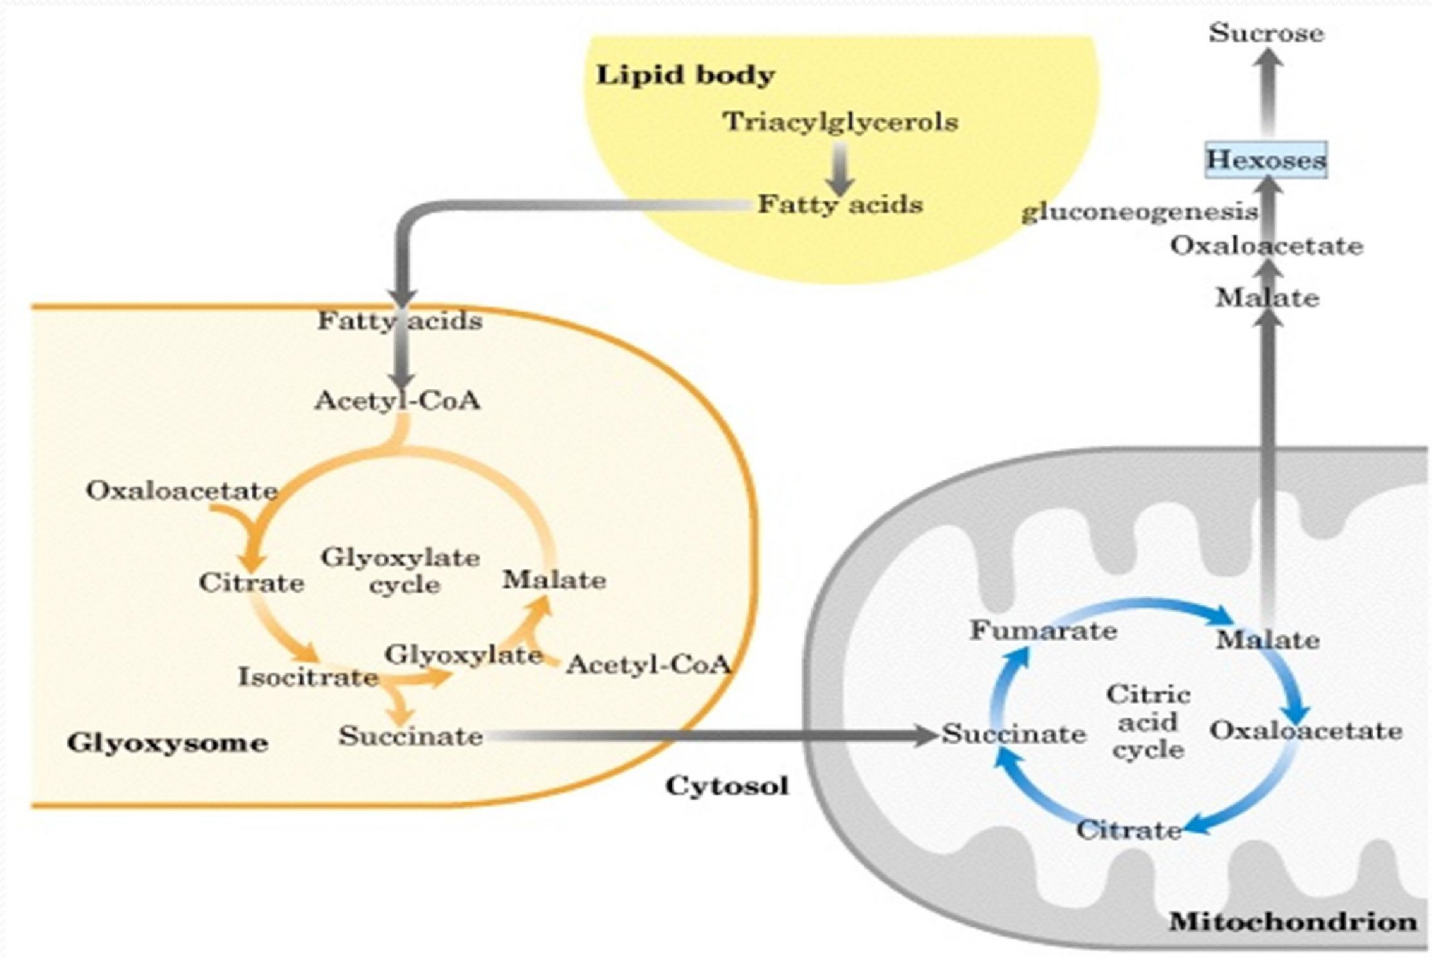 Sucrose
Lipid body
Triacylglycerols
Hexoses
Fatty acids
gluconeogenesis
Oxaloacetate
Malate
Fatty acids
Acetyl-CoA
Oxaloacetate
Glyoxylate
cycle
Citrate
Malate
Glyoxylate
Acetyl-CoA
Isocitrate
Succinate
Glyoxysome
Cytosol
Fumarate
Malate
Citric
acid
cycle
Succinate
Oxaloacetate
Citrate
Mitochondrion